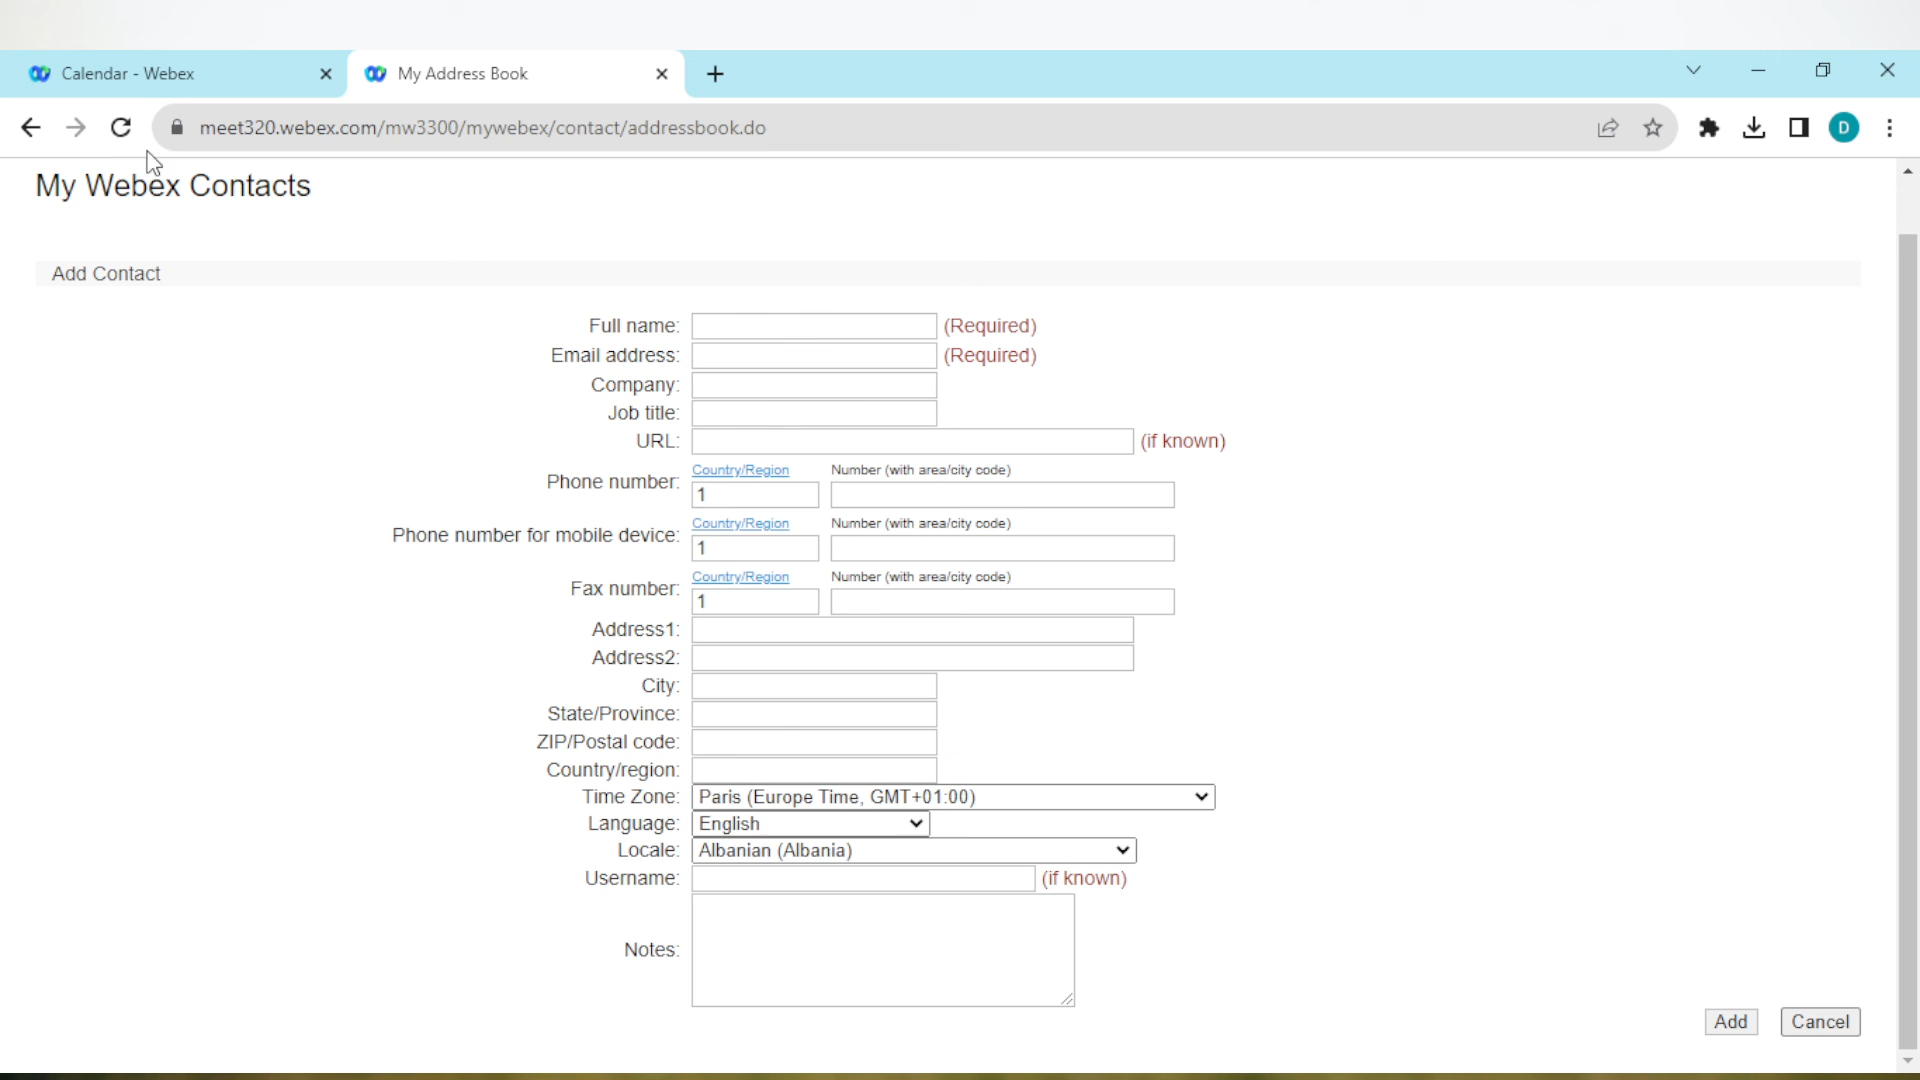 Calendar - Webex
My Address Book
meet320.webex.com/mw3300/mywebex/contact/addressbook.do
D
My Webex Contacts
Add Contact
Full name: (Required)
Email address: (Required)
Company:
Job title:
URL: (if known)
Country/Region Number (with area/city code)
Phone number: 1
Country/Region Number (with area/city code)
Phone number for mobile device: 1
Country/Region Number (with area/city code)
Fax number: 1
Address1:
Address2:
City:
State/Province:
ZIP/Postal code:
Country/region:
Time Zone: Paris (Europe Time, GMT+01:00)
Language: English
Locale: Albanian (Albania)
Username: (if known)
Notes:
Add Cancel